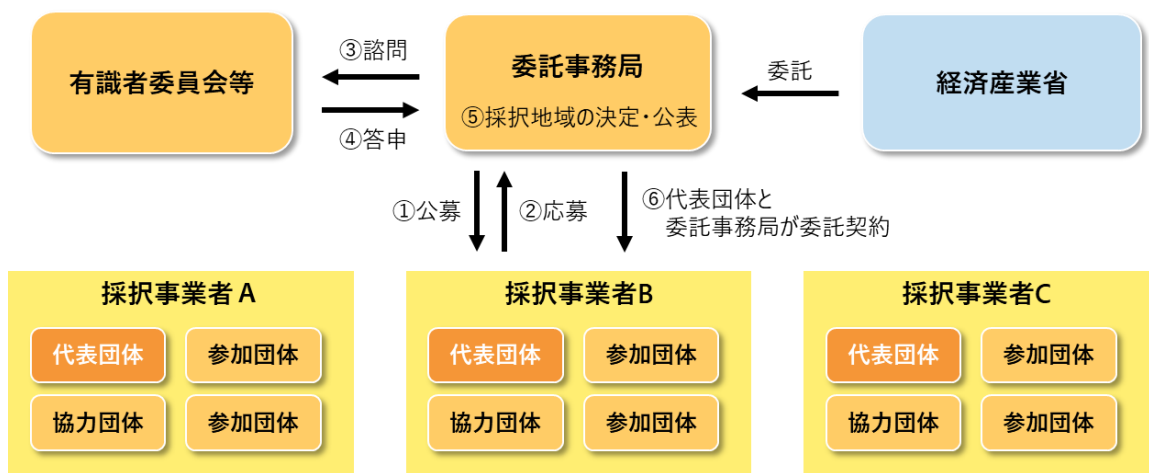 有識者委員会等
③諮問
④答申
委託事務局
⑤採択地域の決定・公表
委託
経済産業省
①公募
②応募
⑥代表団体と
委託事務局が委託契約
採択事業者A
代表団体
参加団体
協力団体
参加団体
採択事業者B
代表団体
参加団体
協力団体
参加団体
採択事業者C
代表団体
参加団体
協力団体
参加団体